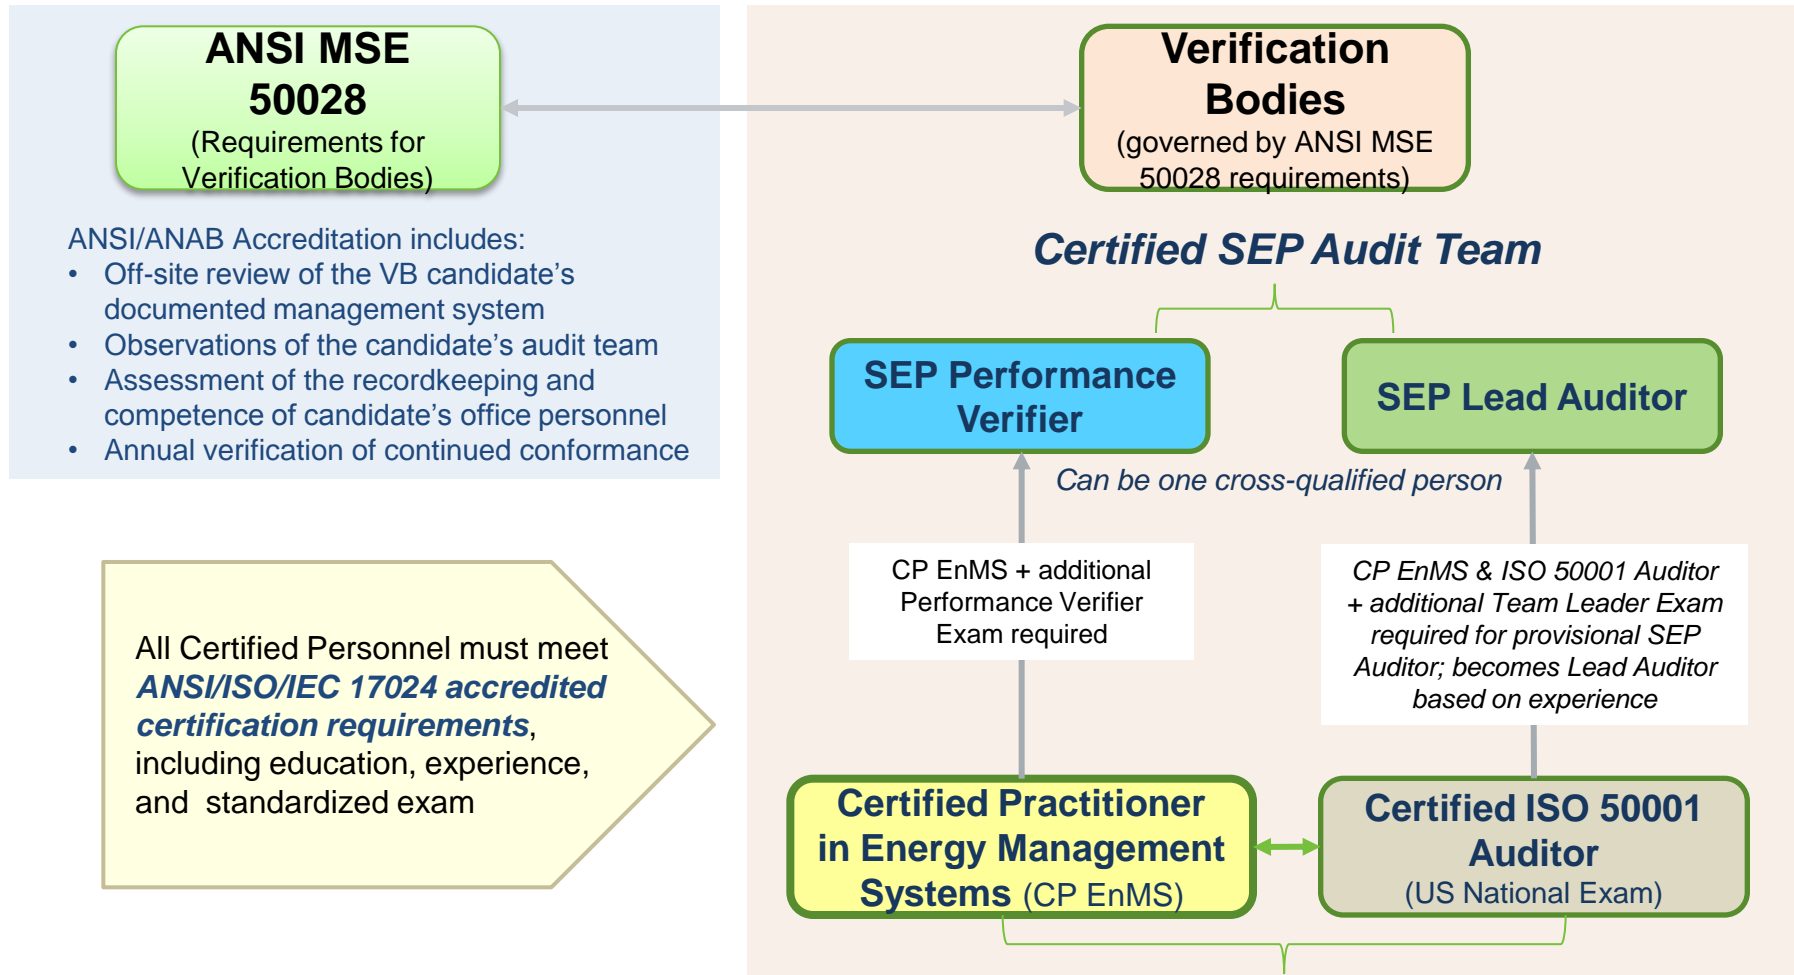 ANSI MSE
50028
(Requirements for
Verification Bodies)
ANSI/ANAB Accreditation includes:
• Off-site review of the VB candidate’s
documented management system
• Observations of the candidate’s audit team
• Assessment of the recordkeeping and
competence of candidate’s office personnel
• Annual verification of continued conformance
All Certified Personnel must meet
ANSI/ISO/IEC 17024 accredited
certification requirements,
including education, experience,
and standardized exam
Verification
Bodies
(governed by ANSI MSE
50028 requirements)
Certified SEP Audit Team
SEP Performance
Verifier
SEP Lead Auditor
Can be one cross-qualified person
CP EnMS + additional
Performance Verifier
Exam required
CP EnMS & ISO 50001 Auditor
+ additional Team Leader Exam
required for provisional SEP
Auditor; becomes Lead Auditor
based on experience
Certified Practitioner
in Energy Management
Systems (CP EnMS)
Certified ISO 50001
Auditor
(US National Exam)